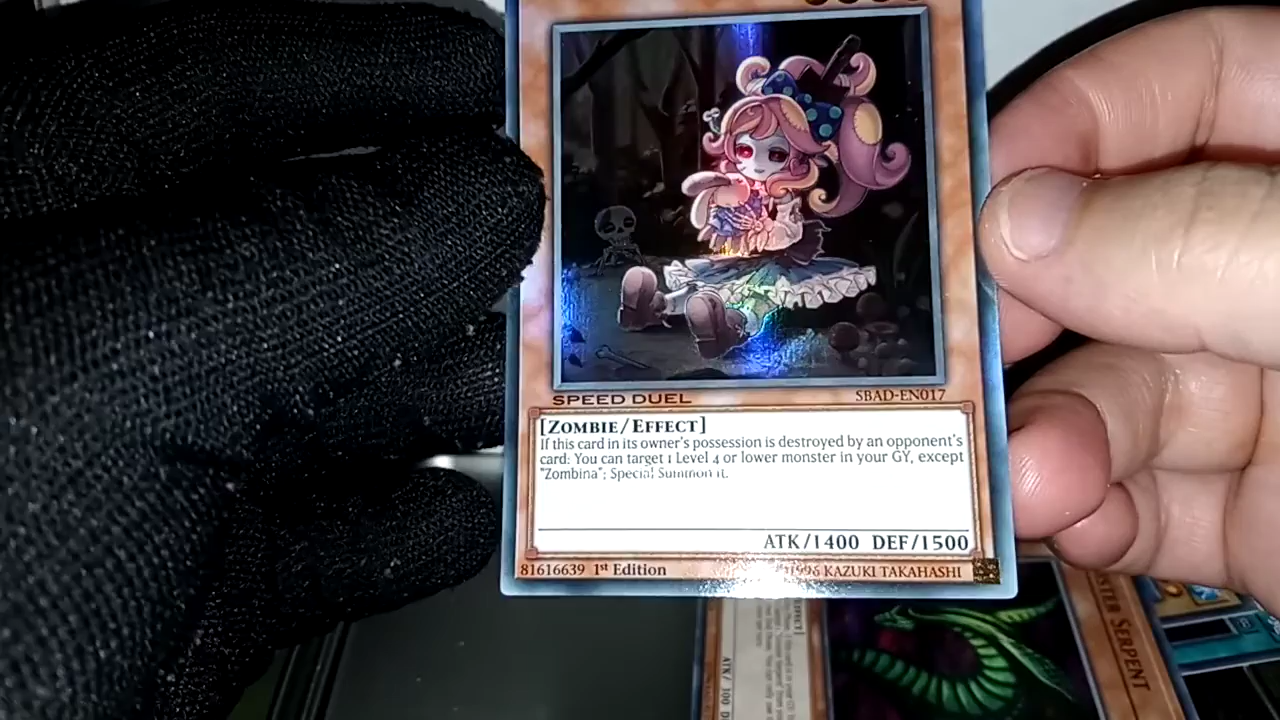 SPEED DUEL
SBAD-EN017
[ZOMBIE/EFFECT]
If this card in its owner's possession is destroyed by an opponent's
card: You can target 1 Level 4 or lower monster in your GY, except
"Zombina"; Special Summon it.
ATK/1400 DEF/1500
81616639 1st Edition
1996 KAZUKI TAKAHASHI
SERPENT